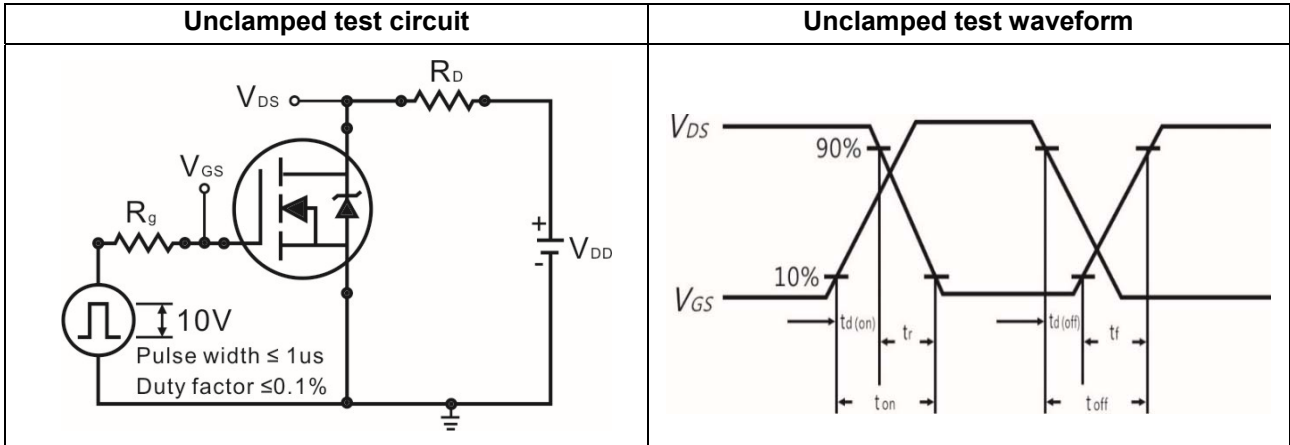 Unclamped test circuit
Unclamped test waveform
RD
VDS
VGS
Rg
+
-
VDD
10V
Pulse width ≤ 1us
Duty factor ≤0.1%
VDS
90%
10%
VGS
td(on)
tr
td(off)
tf
ton
toff